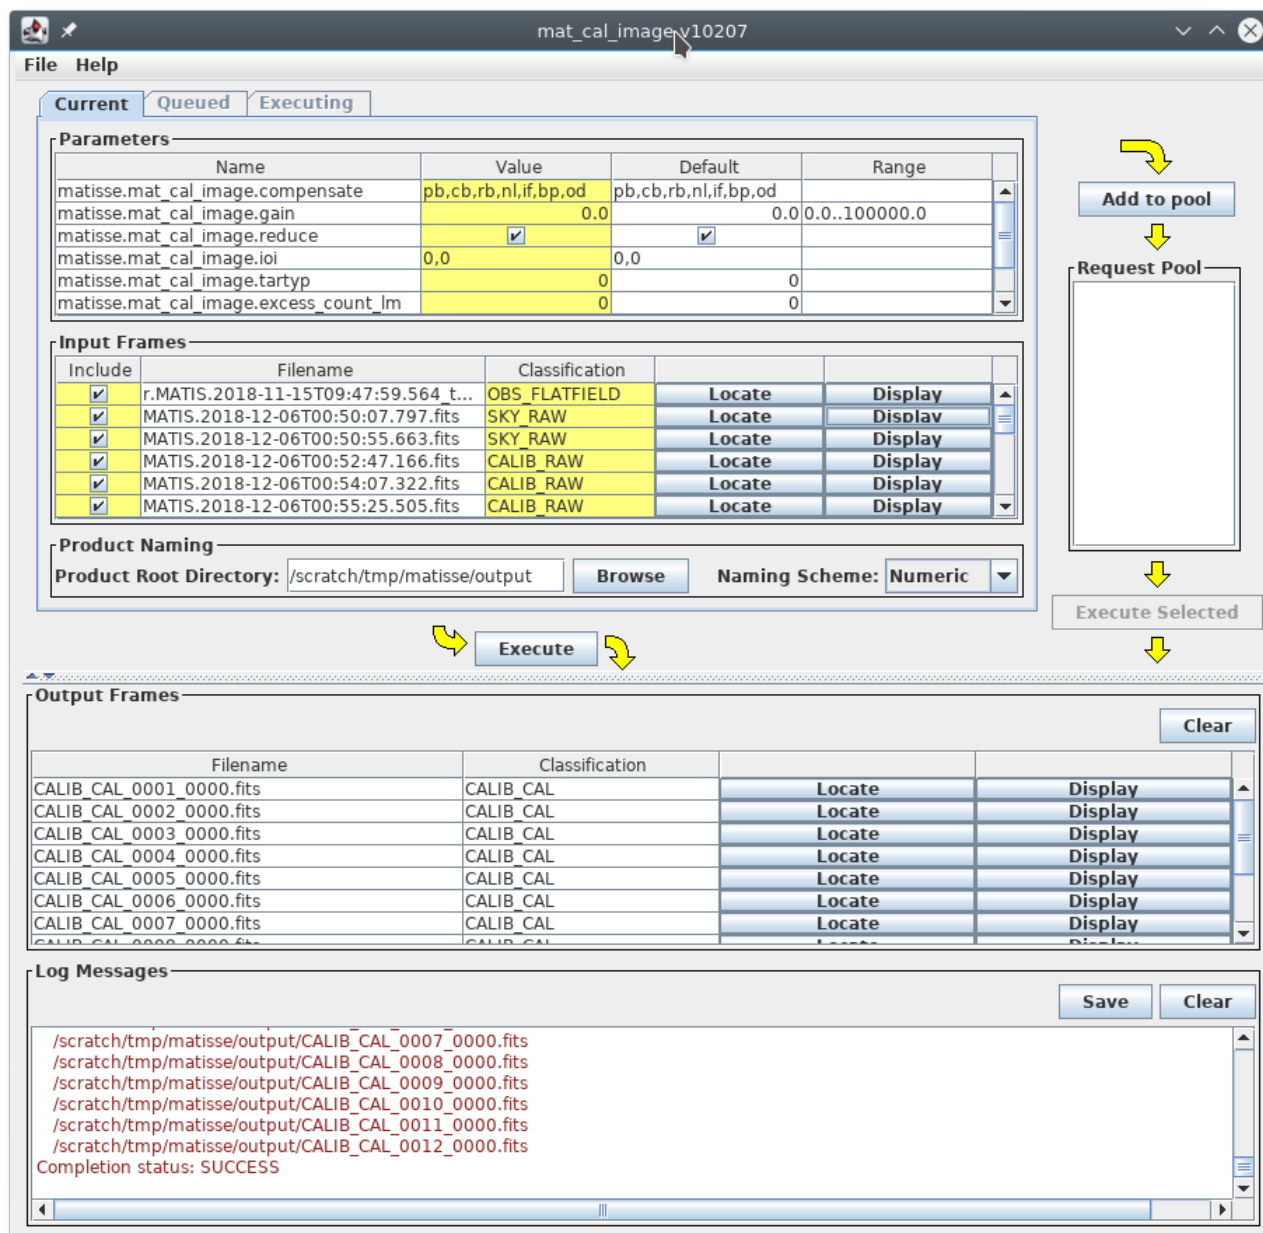 mat_cal_image v10207
File Help
Current Queued Executing
Parameters
Name Value Default Range
matisse.mat_cal_image.compensate pb,cb,rb,nl,if,bp,od pb,cb,rb,nl,if,bp,od
matisse.mat_cal_image.gain 0.0 0.0 0.0..100000.0
matisse.mat_cal_image.reduce
matisse.mat_cal_image.ioi 0,0 0,0
matisse.mat_cal_image.tartyp 0 0
matisse.mat_cal_image.excess_count_lm 0 0
Add to pool
Request Pool
Input Frames
Include Filename Classification
r.MATIS.2018-11-15T09:47:59.564_t... OBS_FLATFIELD Locate Display
MATIS.2018-12-06T00:50:07.797.fits SKY_RAW Locate Display
MATIS.2018-12-06T00:50:55.663.fits SKY_RAW Locate Display
MATIS.2018-12-06T00:52:47.166.fits CALIB_RAW Locate Display
MATIS.2018-12-06T00:54:07.322.fits CALIB_RAW Locate Display
MATIS.2018-12-06T00:55:25.505.fits CALIB_RAW Locate Display
Product Naming
Product Root Directory: /scratch/tmp/matisse/output Browse Naming Scheme: Numeric
Execute Selected
Execute
Output Frames
Clear
Filename Classification
CALIB_CAL_0001_0000.fits CALIB_CAL Locate Display
CALIB_CAL_0002_0000.fits CALIB_CAL Locate Display
CALIB_CAL_0003_0000.fits CALIB_CAL Locate Display
CALIB_CAL_0004_0000.fits CALIB_CAL Locate Display
CALIB_CAL_0005_0000.fits CALIB_CAL Locate Display
CALIB_CAL_0006_0000.fits CALIB_CAL Locate Display
CALIB_CAL_0007_0000.fits CALIB_CAL Locate Display
Log Messages
Save Clear
/scratch/tmp/matisse/output/CALIB_CAL_0007_0000.fits
/scratch/tmp/matisse/output/CALIB_CAL_0008_0000.fits
/scratch/tmp/matisse/output/CALIB_CAL_0009_0000.fits
/scratch/tmp/matisse/output/CALIB_CAL_0010_0000.fits
/scratch/tmp/matisse/output/CALIB_CAL_0011_0000.fits
/scratch/tmp/matisse/output/CALIB_CAL_0012_0000.fits
Completion status: SUCCESS